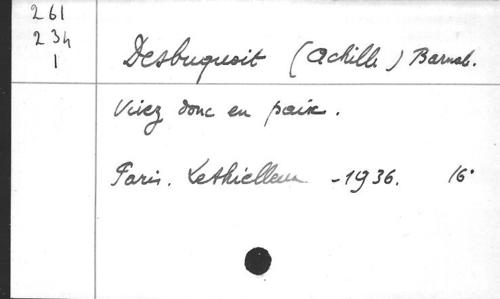 261
234
1
Desbuquoit (Achille) Barnab.
Vivez donc en paix.
Paris. Lethielleux - 1936. 16°